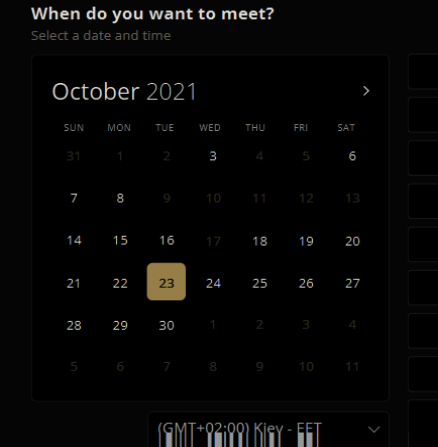 When do you want to meet?
Select a date and time
October 2021
SUN MON TUE WED THU FRI SAT
31 1 2 3 4 5 6
7 8 9 10 11 12 13
14 15 16 17 18 19 20
21 22 23 24 25 26 27
28 29 30 1 2 3 4
5 6 7 8 9 10 11
(GMT+02:00) Kiev - EET